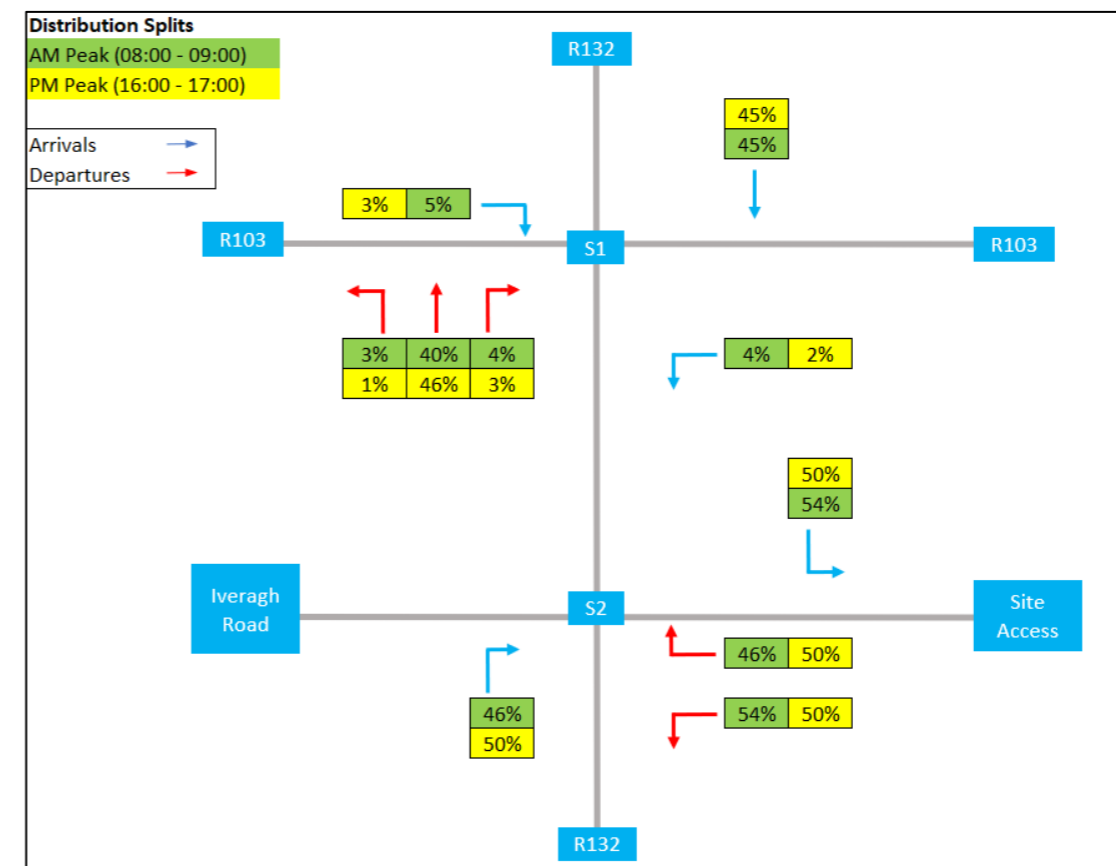 Distribution Splits
AM Peak (08:00 - 09:00)
PM Peak (16:00 - 17:00)
Arrivals
Departures
R132
45%
45%
3% 5%
R103
S1
R103
3% 40% 4%
1% 46% 3%
4% 2%
50%
54%
Iveragh
Road
S2
Site
Access
46% 50%
46%
50%
54% 50%
R132